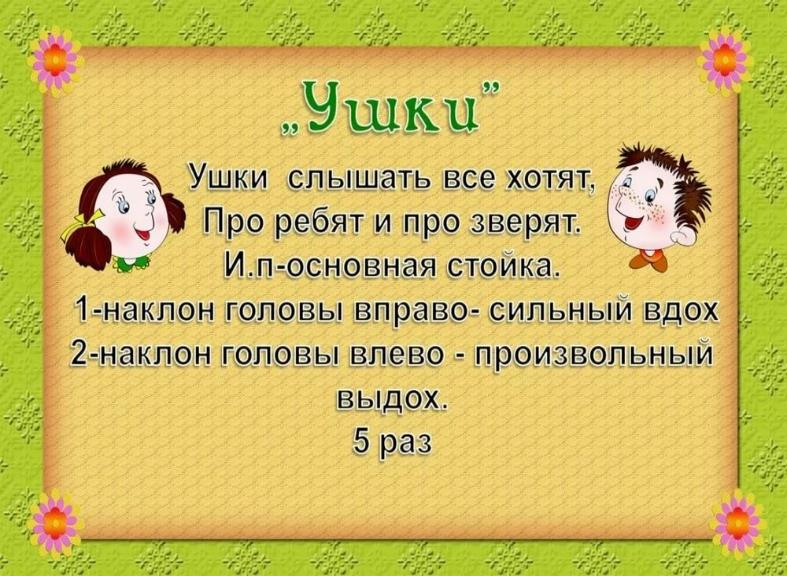 „Ушки”
Ушки слышать все хотят,
Про ребят и про зверят.
И.п-основная стойка.
1-наклон головы вправо- сильный вдох
2-наклон головы влево - произвольный
выдох.
5 раз